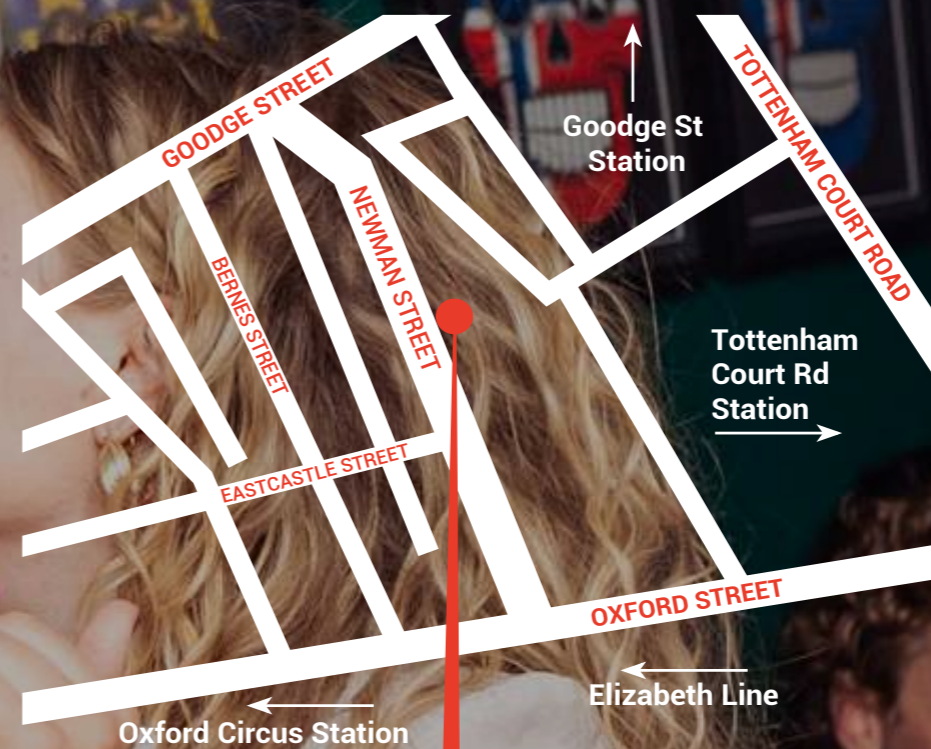 GOODGE STREET
TOTTENHAM COURT ROAD
Goodge St
Station
NEWMAN STREET
BERNES STREET
Tottenham
Court Rd
Station
EASTCASTLE STREET
OXFORD STREET
Elizabeth Line
Oxford Circus Station